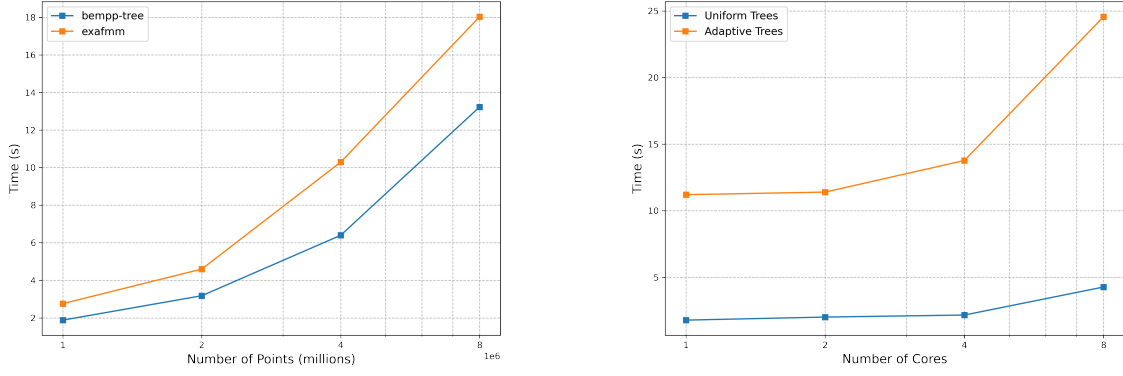 bempp-tree
exafmm
18
16
14
12
10
8
6
4
2
Time (s)
1
2
4
8
1e6
Number of Points (millions)
Uniform Trees
Adaptive Trees
25
20
15
10
5
Time (s)
1
2
4
8
Number of Cores